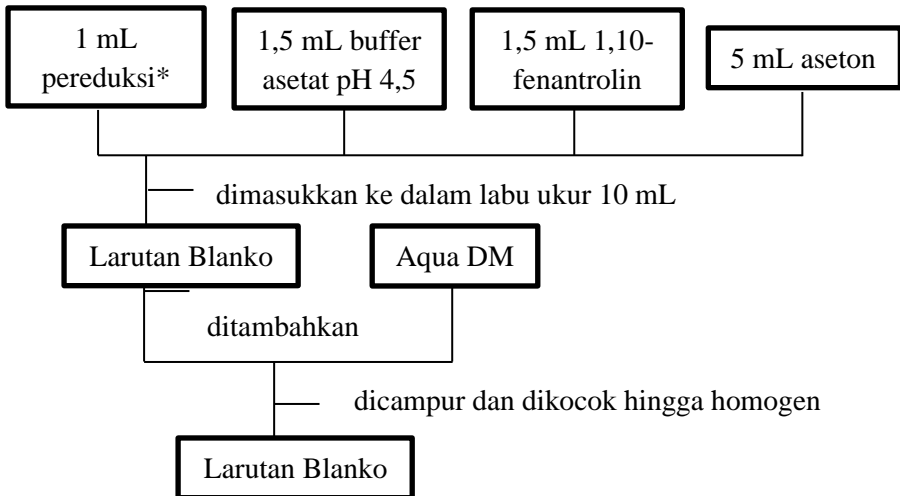 1 mL
pereduksi*
1,5 mL buffer
asetat pH 4,5
1,5 mL 1,10-
fenantrolin
5 mL aseton
dimasukkan ke dalam labu ukur 10 mL
Larutan Blanko
Aqua DM
ditambahkan
dicampur dan dikocok hingga homogen
Larutan Blanko